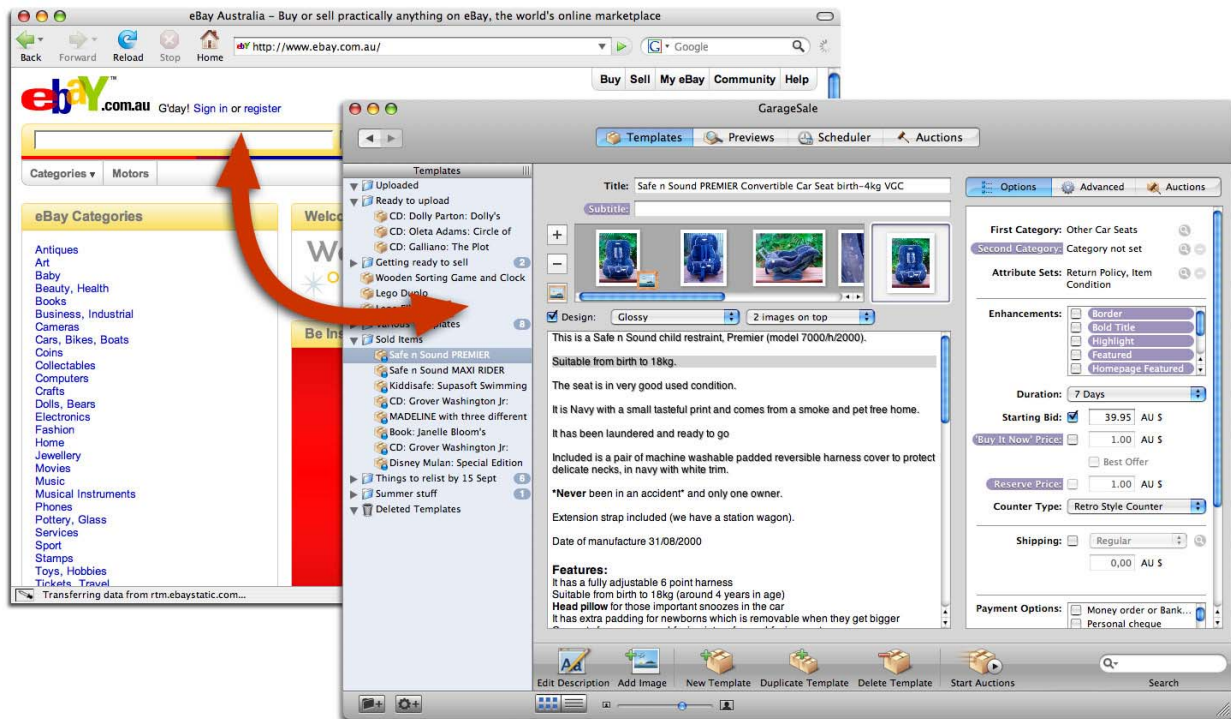 eBay Australia – Buy or sell practically anything on eBay, the world's online marketplace
Back Forward Reload Stop Home
http://www.ebay.com.au/
Google
Buy Sell My eBay Community Help
ebY™.com.au G'day! Sign in or register
Categories Motors
eBay Categories
Antiques
Art
Baby
Beauty, Health
Books
Business, Industrial
Cameras
Cars, Bikes, Boats
Coins
Collectables
Computers
Crafts
Dolls, Bears
Electronics
Fashion
Home
Jewellery
Movies
Music
Musical Instruments
Phones
Pottery, Glass
Services
Sport
Stamps
Toys, Hobbies
Tickets, Travel
Welco
Be Ins
Transferring data from rtm.ebaystatic.com...
GarageSale
Templates Previews Scheduler Auctions
Templates
Uploaded
Ready to upload
CD: Dolly Parton: Dolly's
CD: Oleta Adams: Circle of
CD: Galliano: The Plot
Getting ready to sell 2
Wooden Sorting Game and Clock
Lego Duplo
8
Sold Items
Safe n Sound PREMIER
Safe n Sound MAXI RIDER
Kiddisafe: Supasoft Swimming
CD: Grover Washington Jr:
MADELINE with three different
Book: Janelle Bloom's
CD: Grover Washington Jr:
Disney Mulan: Special Edition
Things to relist by 15 Sept 6
Summer stuff 1
Deleted Templates
Title: Safe n Sound PREMIER Convertible Car Seat birth~4kg VGC
Subtitle:
Design: Glossy 2 images on top
This is a Safe n Sound child restraint, Premier (model 7000/h/2000).
Suitable from birth to 18kg.
The seat is in very good used condition.
It is Navy with a small tasteful print and comes from a smoke and pet free home.
It has been laundered and ready to go
Included is a pair of machine washable padded reversible harness cover to protect
delicate necks, in navy with white trim.
*Never been in an accident* and only one owner.
Extension strap included (we have a station wagon).
Date of manufacture 31/08/2000
Features:
It has a fully adjustable 6 point harness
Suitable from birth to 18kg (around 4 years in age)
Head pillow for those important snoozes in the car
It has extra padding for newborns which is removable when they get bigger
Options Advanced Auctions
First Category: Other Car Seats
Second Category: Category not set
Attribute Sets: Return Policy, Item
Condition
Enhancements: Border
Bold Title
Highlight
Featured
Homepage Featured
Duration: 7 Days
Starting Bid: 39.95 AU $
'Buy It Now' Price: 1.00 AU $
Best Offer
Reserve Price: 1.00 AU $
Counter Type: Retro Style Counter
Shipping: Regular
0,00 AU $
Payment Options: Money order or Bank...
Personal cheque
Edit Description Add Image New Template Duplicate Template Delete Template Start Auctions Search